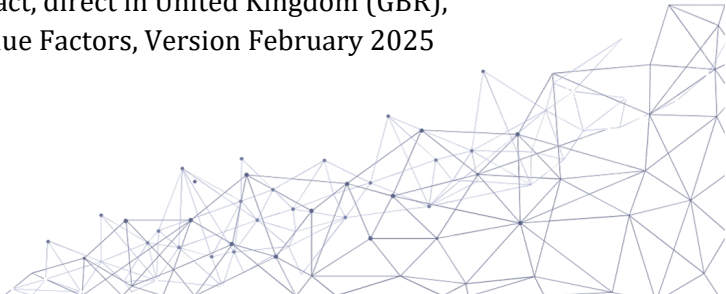 act, direct in United Kingdom (GBR),
ue Factors, Version February 2025